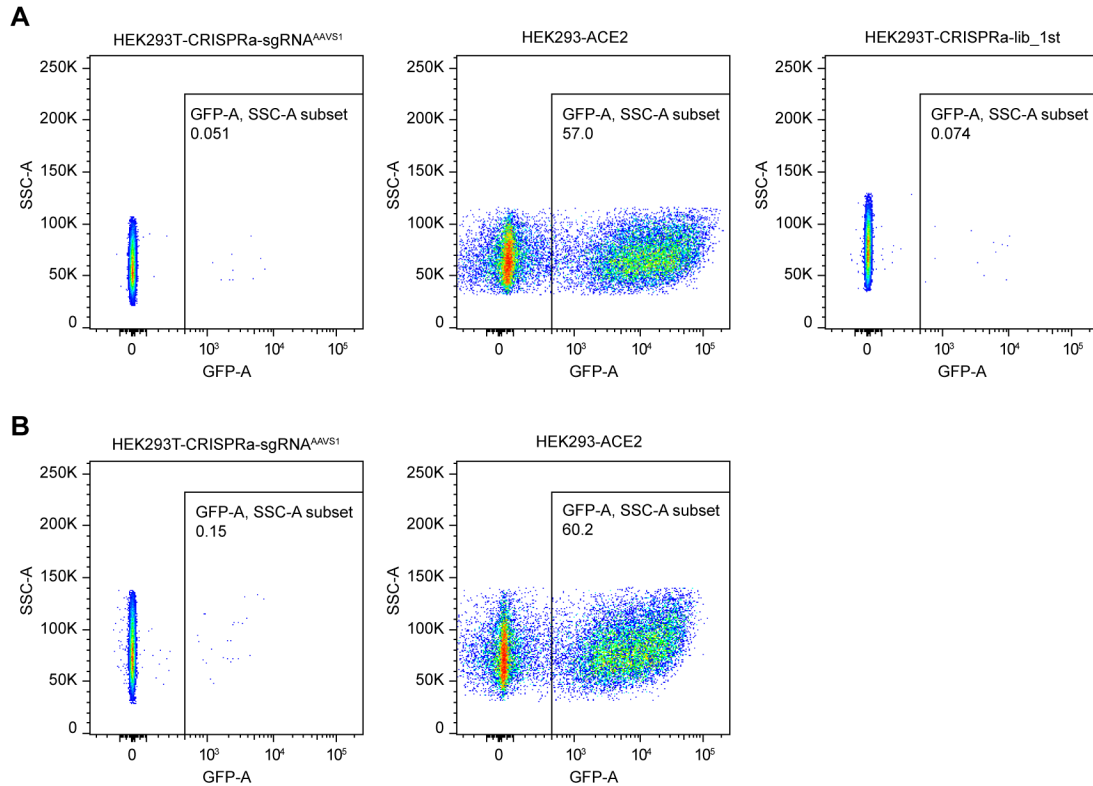 A
HEK293T-CRISPRa-sgRNA^AAVS1
HEK293-ACE2
HEK293T-CRISPRa-lib_1st
250K
200K
150K
100K
50K
0
SSC-A
GFP-A, SSC-A subset
0.051
0
10³
10⁴
10⁵
GFP-A
250K
200K
150K
100K
50K
0
SSC-A
GFP-A, SSC-A subset
57.0
0
10³
10⁴
10⁵
GFP-A
250K
200K
150K
100K
50K
0
SSC-A
GFP-A, SSC-A subset
0.074
0
10³
10⁴
10⁵
GFP-A
B
HEK293T-CRISPRa-sgRNA^AAVS1
HEK293-ACE2
250K
200K
150K
100K
50K
0
SSC-A
GFP-A, SSC-A subset
0.15
0
10³
10⁴
10⁵
GFP-A
250K
200K
150K
100K
50K
0
SSC-A
GFP-A, SSC-A subset
60.2
0
10³
10⁴
10⁵
GFP-A